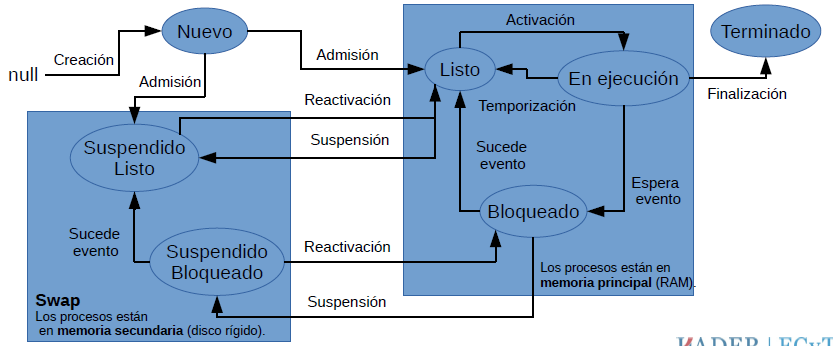 Nuevo
Terminado
Creación
null
Admisión
Admisión
Activación
Listo
En ejecución
Temporización
Finalización
Reactivación
Suspensión
Suspendido
Listo
Sucede
evento
Espera
evento
Bloqueado
Sucede
evento
Suspendido
Bloqueado
Reactivación
Los procesos están en
memoria principal (RAM).
Swap
Los procesos están
en memoria secundaria (disco rígido).
Suspensión